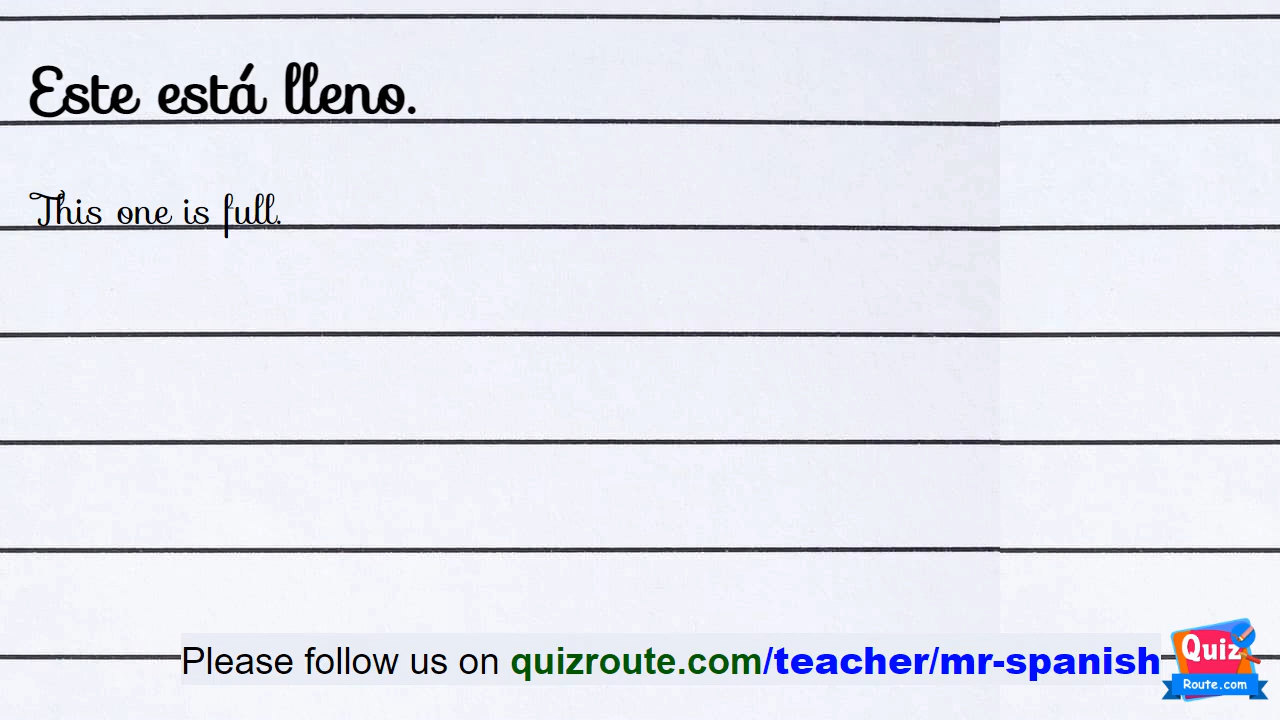 Este está lleno.
This one is full.
Please follow us on quizroute.com/teacher/mr-spanish
Quiz
Route.com